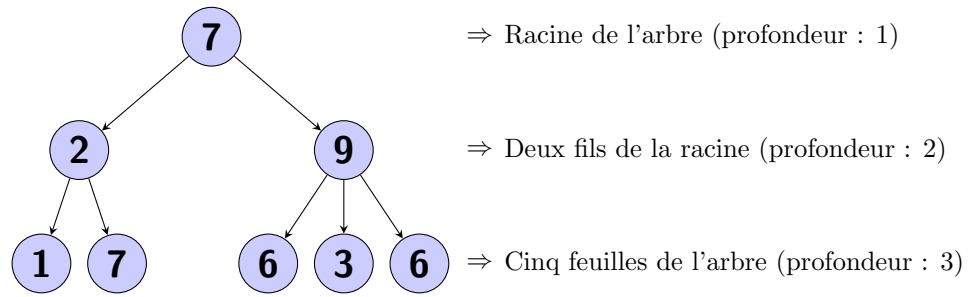 7 ⇒ Racine de l'arbre (profondeur : 1)
2 9 ⇒ Deux fils de la racine (profondeur : 2)
1 7 6 3 6 ⇒ Cinq feuilles de l'arbre (profondeur : 3)